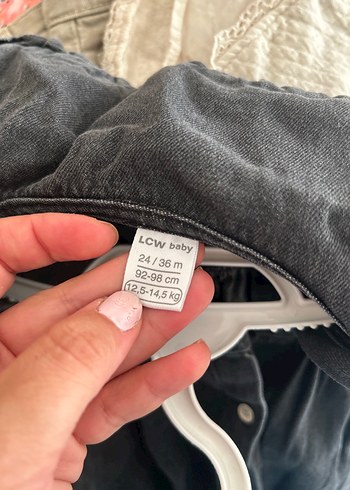 LCW baby
24 / 36 m
92-98 cm
12,5-14,5 kg